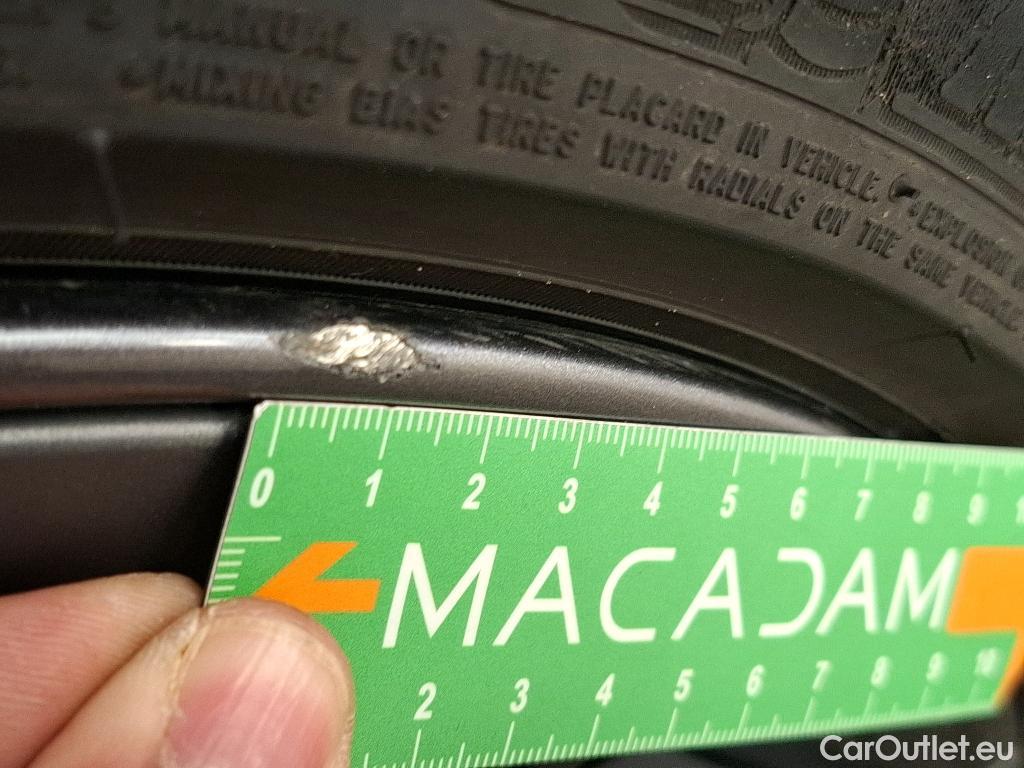 MANUAL OR TIRE PLACARD IN VEHICLE. EXPLOSION
MIXING BIAS TIRES WITH RADIALS ON THE SAME VEHICLE
0 1 2 3 4 5 6 7 8 9
MACADAM
2 3 4 5 6 7 8 9 10
CarOutlet.eu